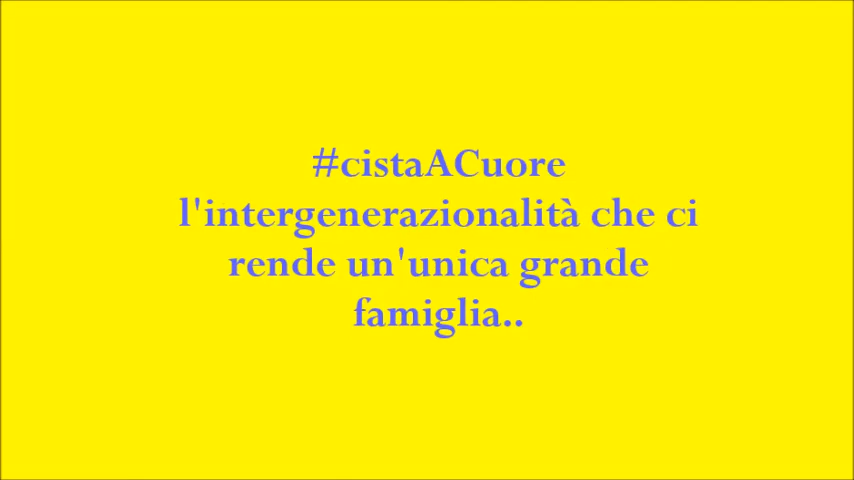 #cistaACuore
l'intergenerazionalità che ci
rende un'unica grande
famiglia..